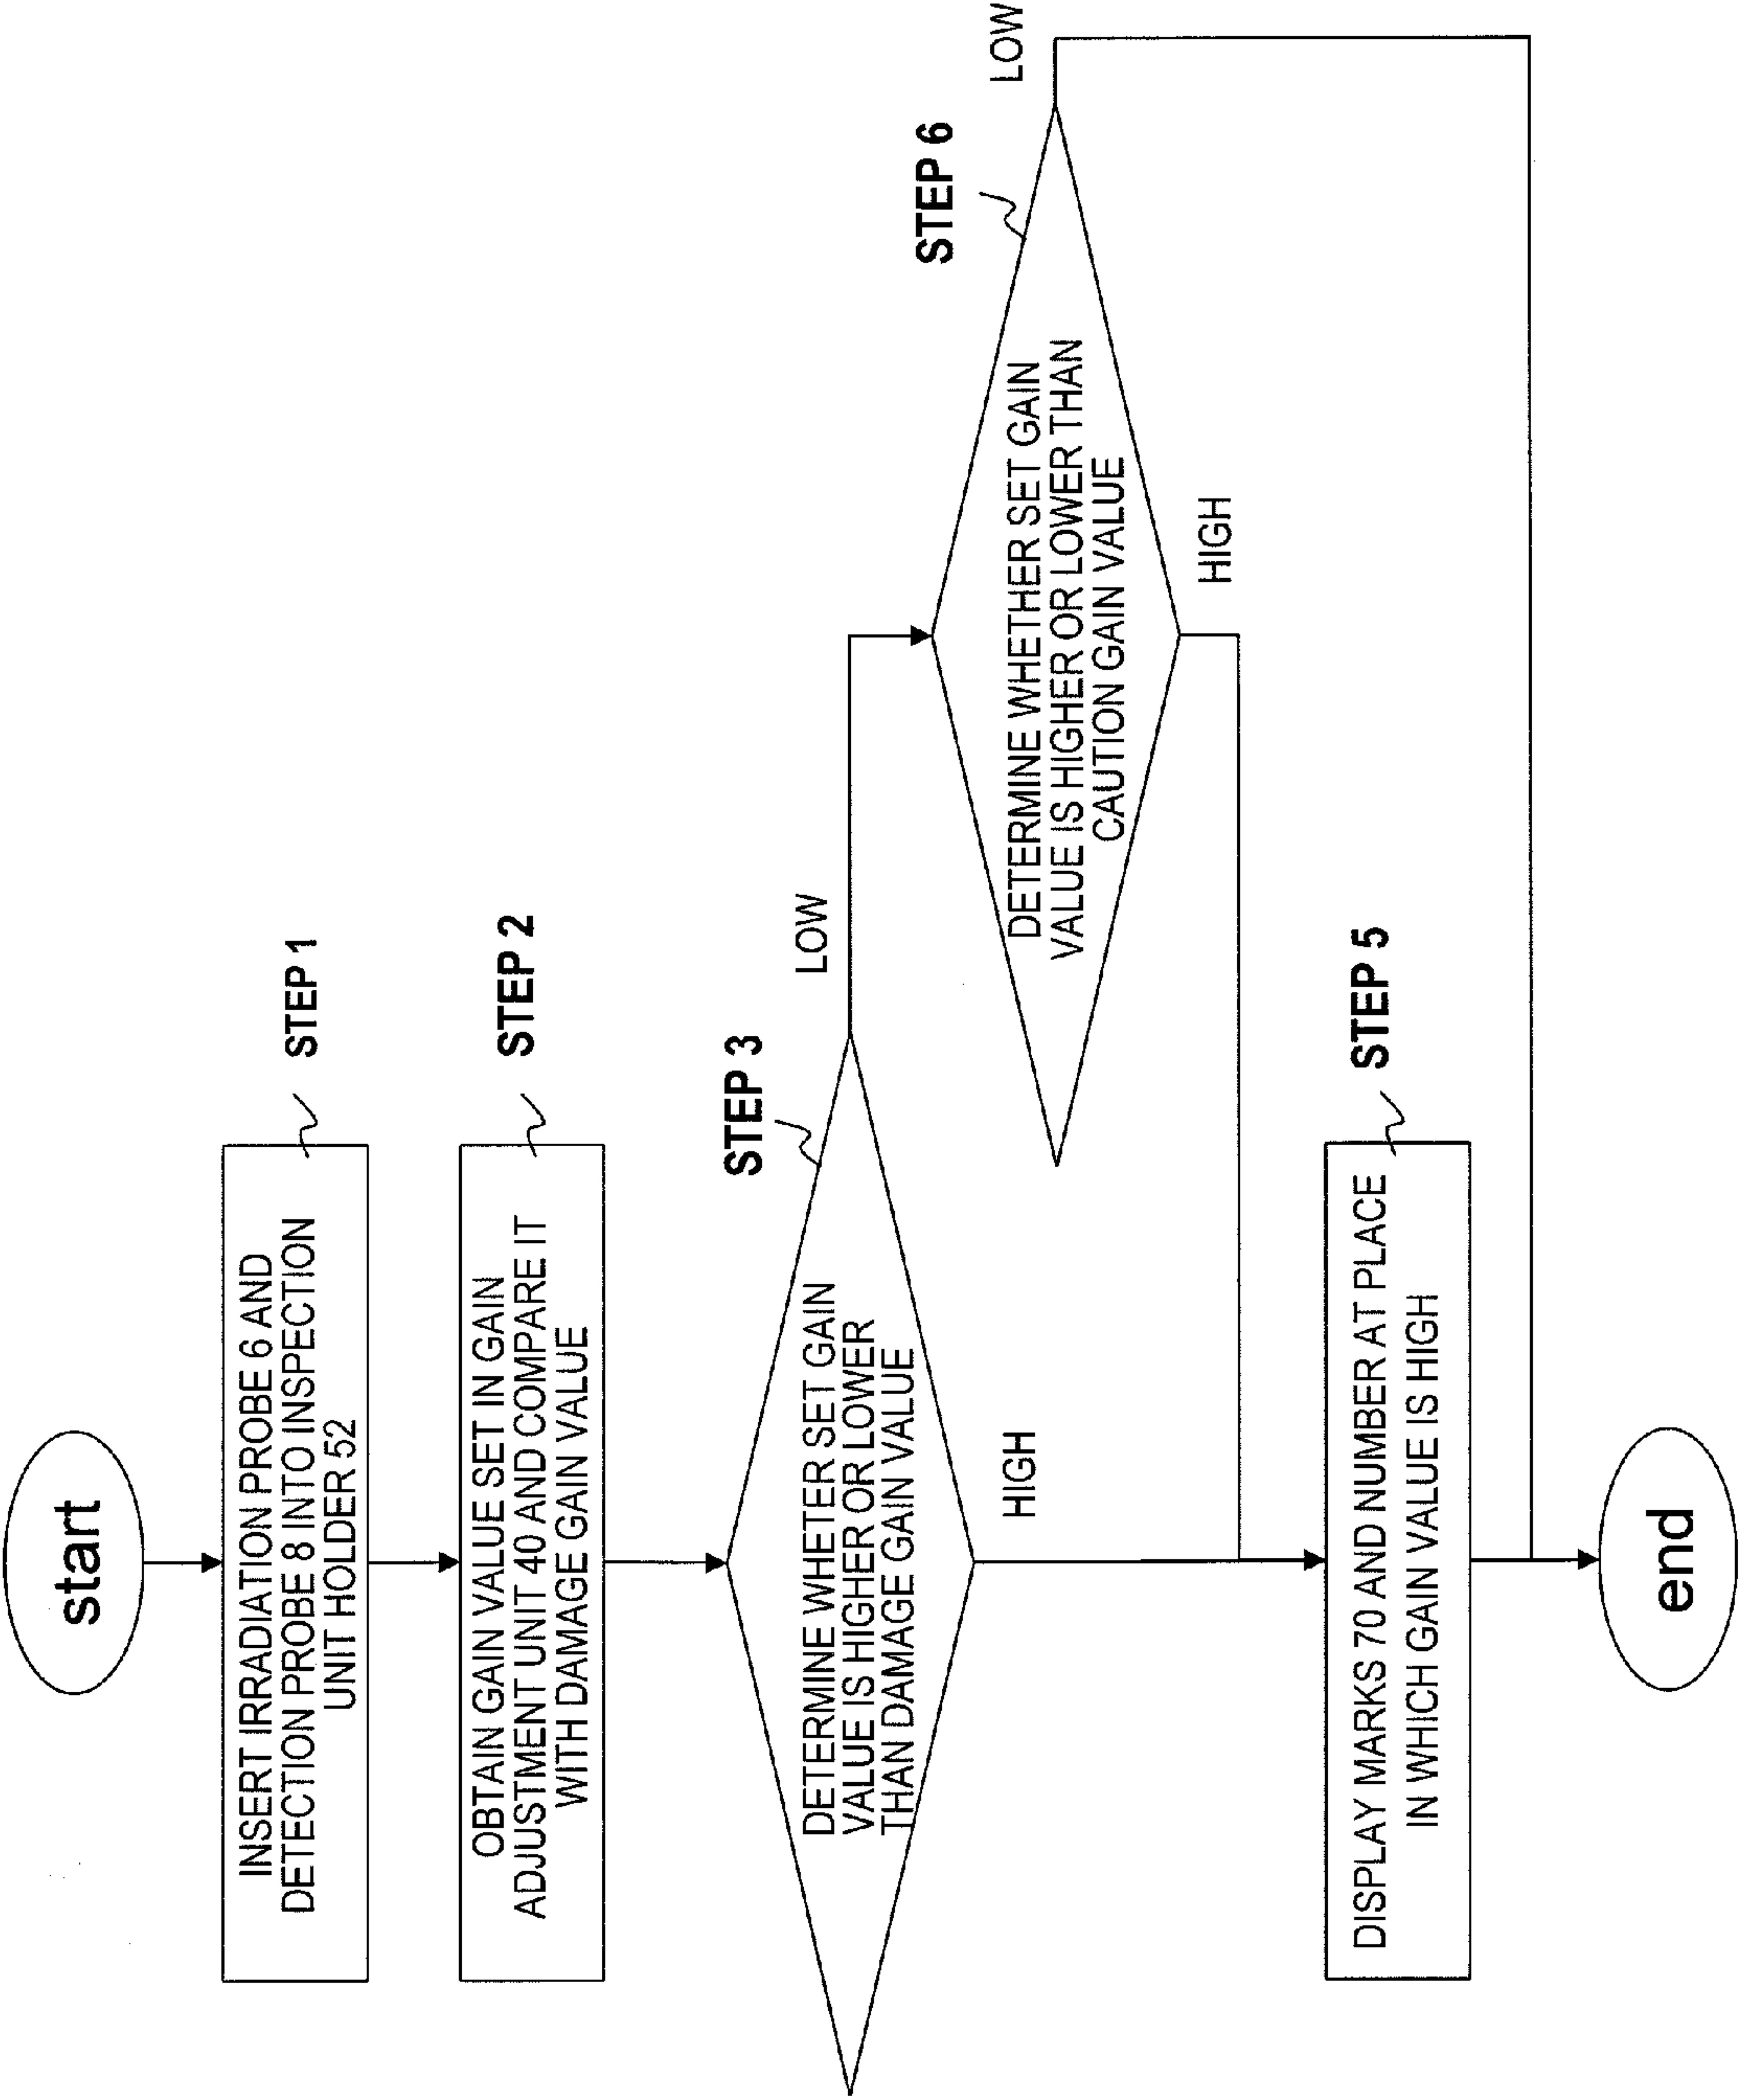 start
STEP 1
INSERT IRRADIATION PROBE 6 AND
DETECTION PROBE 8 INTO INSPECTION
UNIT HOLDER 52
STEP 2
OBTAIN GAIN VALUE SET IN GAIN
ADJUSTMENT UNIT 40 AND COMPARE IT
WITH DAMAGE GAIN VALUE
STEP 3
DETERMINE WHETER SET GAIN
VALUE IS HIGHER OR LOWER
THAN DAMAGE GAIN VALUE
LOW
HIGH
STEP 6
DETERMINE WHETHER SET GAIN
VALUE IS HIGHER OR LOWER THAN
CAUTION GAIN VALUE
LOW
HIGH
STEP 5
DISPLAY MARKS 70 AND NUMBER AT PLACE
IN WHICH GAIN VALUE IS HIGH
end